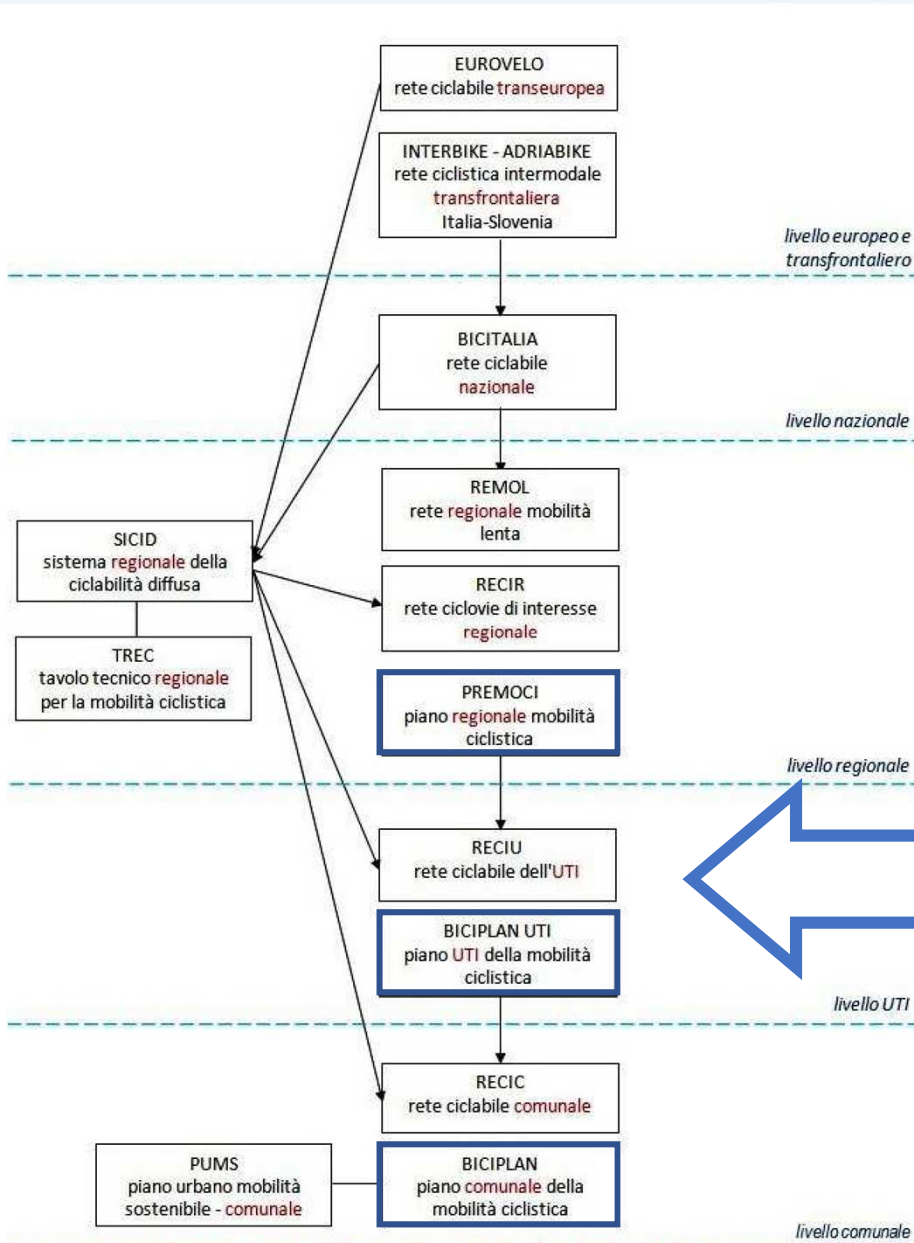 EUROVELO
rete ciclabile transeuropea
INTERBIKE - ADRIABIKE
rete ciclistica intermodale
transfrontaliera
Italia-Slovenia
livello europeo e
transfrontaliero
BICITALIA
rete ciclabile
nazionale
livello nazionale
REMOL
rete regionale mobilità
lenta
SICID
sistema regionale della
ciclabilità diffusa
RECIR
rete ciclovie di interesse
regionale
TREC
tavolo tecnico regionale
per la mobilità ciclistica
PREMOCI
piano regionale mobilità
ciclistica
livello regionale
RECIU
rete ciclabile dell'UTI
BICIPLAN UTI
piano UTI della mobilità
ciclistica
livello UTI
RECIC
rete ciclabile comunale
PUMS
piano urbano mobilità
sostenibile - comunale
BICIPLAN
piano comunale della
mobilità ciclistica
livello comunale